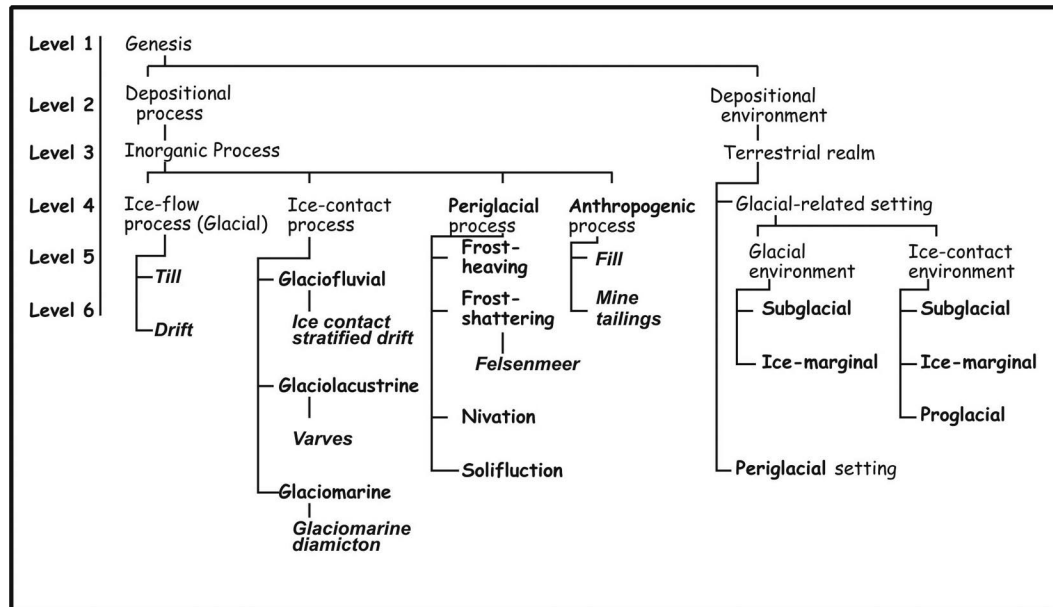 Level 1
Genesis
Level 2
Depositional
process
Depositional
environment
Level 3
Inorganic Process
Terrestrial realm
Level 4
Ice-flow
process (Glacial)
Ice-contact
process
Periglacial
process
Anthropogenic
process
Glacial-related setting
Level 5
Till
Glaciofluvial
Frost-
heaving
Fill
Glacial
environment
Ice-contact
environment
Level 6
Drift
Ice contact
stratified drift
Frost-
shattering
Mine
tailings
Subglacial
Subglacial
Felsenmeer
Ice-marginal
Ice-marginal
Glaciolacustrine
Varves
Nivation
Proglacial
Solifluction
Periglacial setting
Glaciomarine
Glaciomarine
diamicton